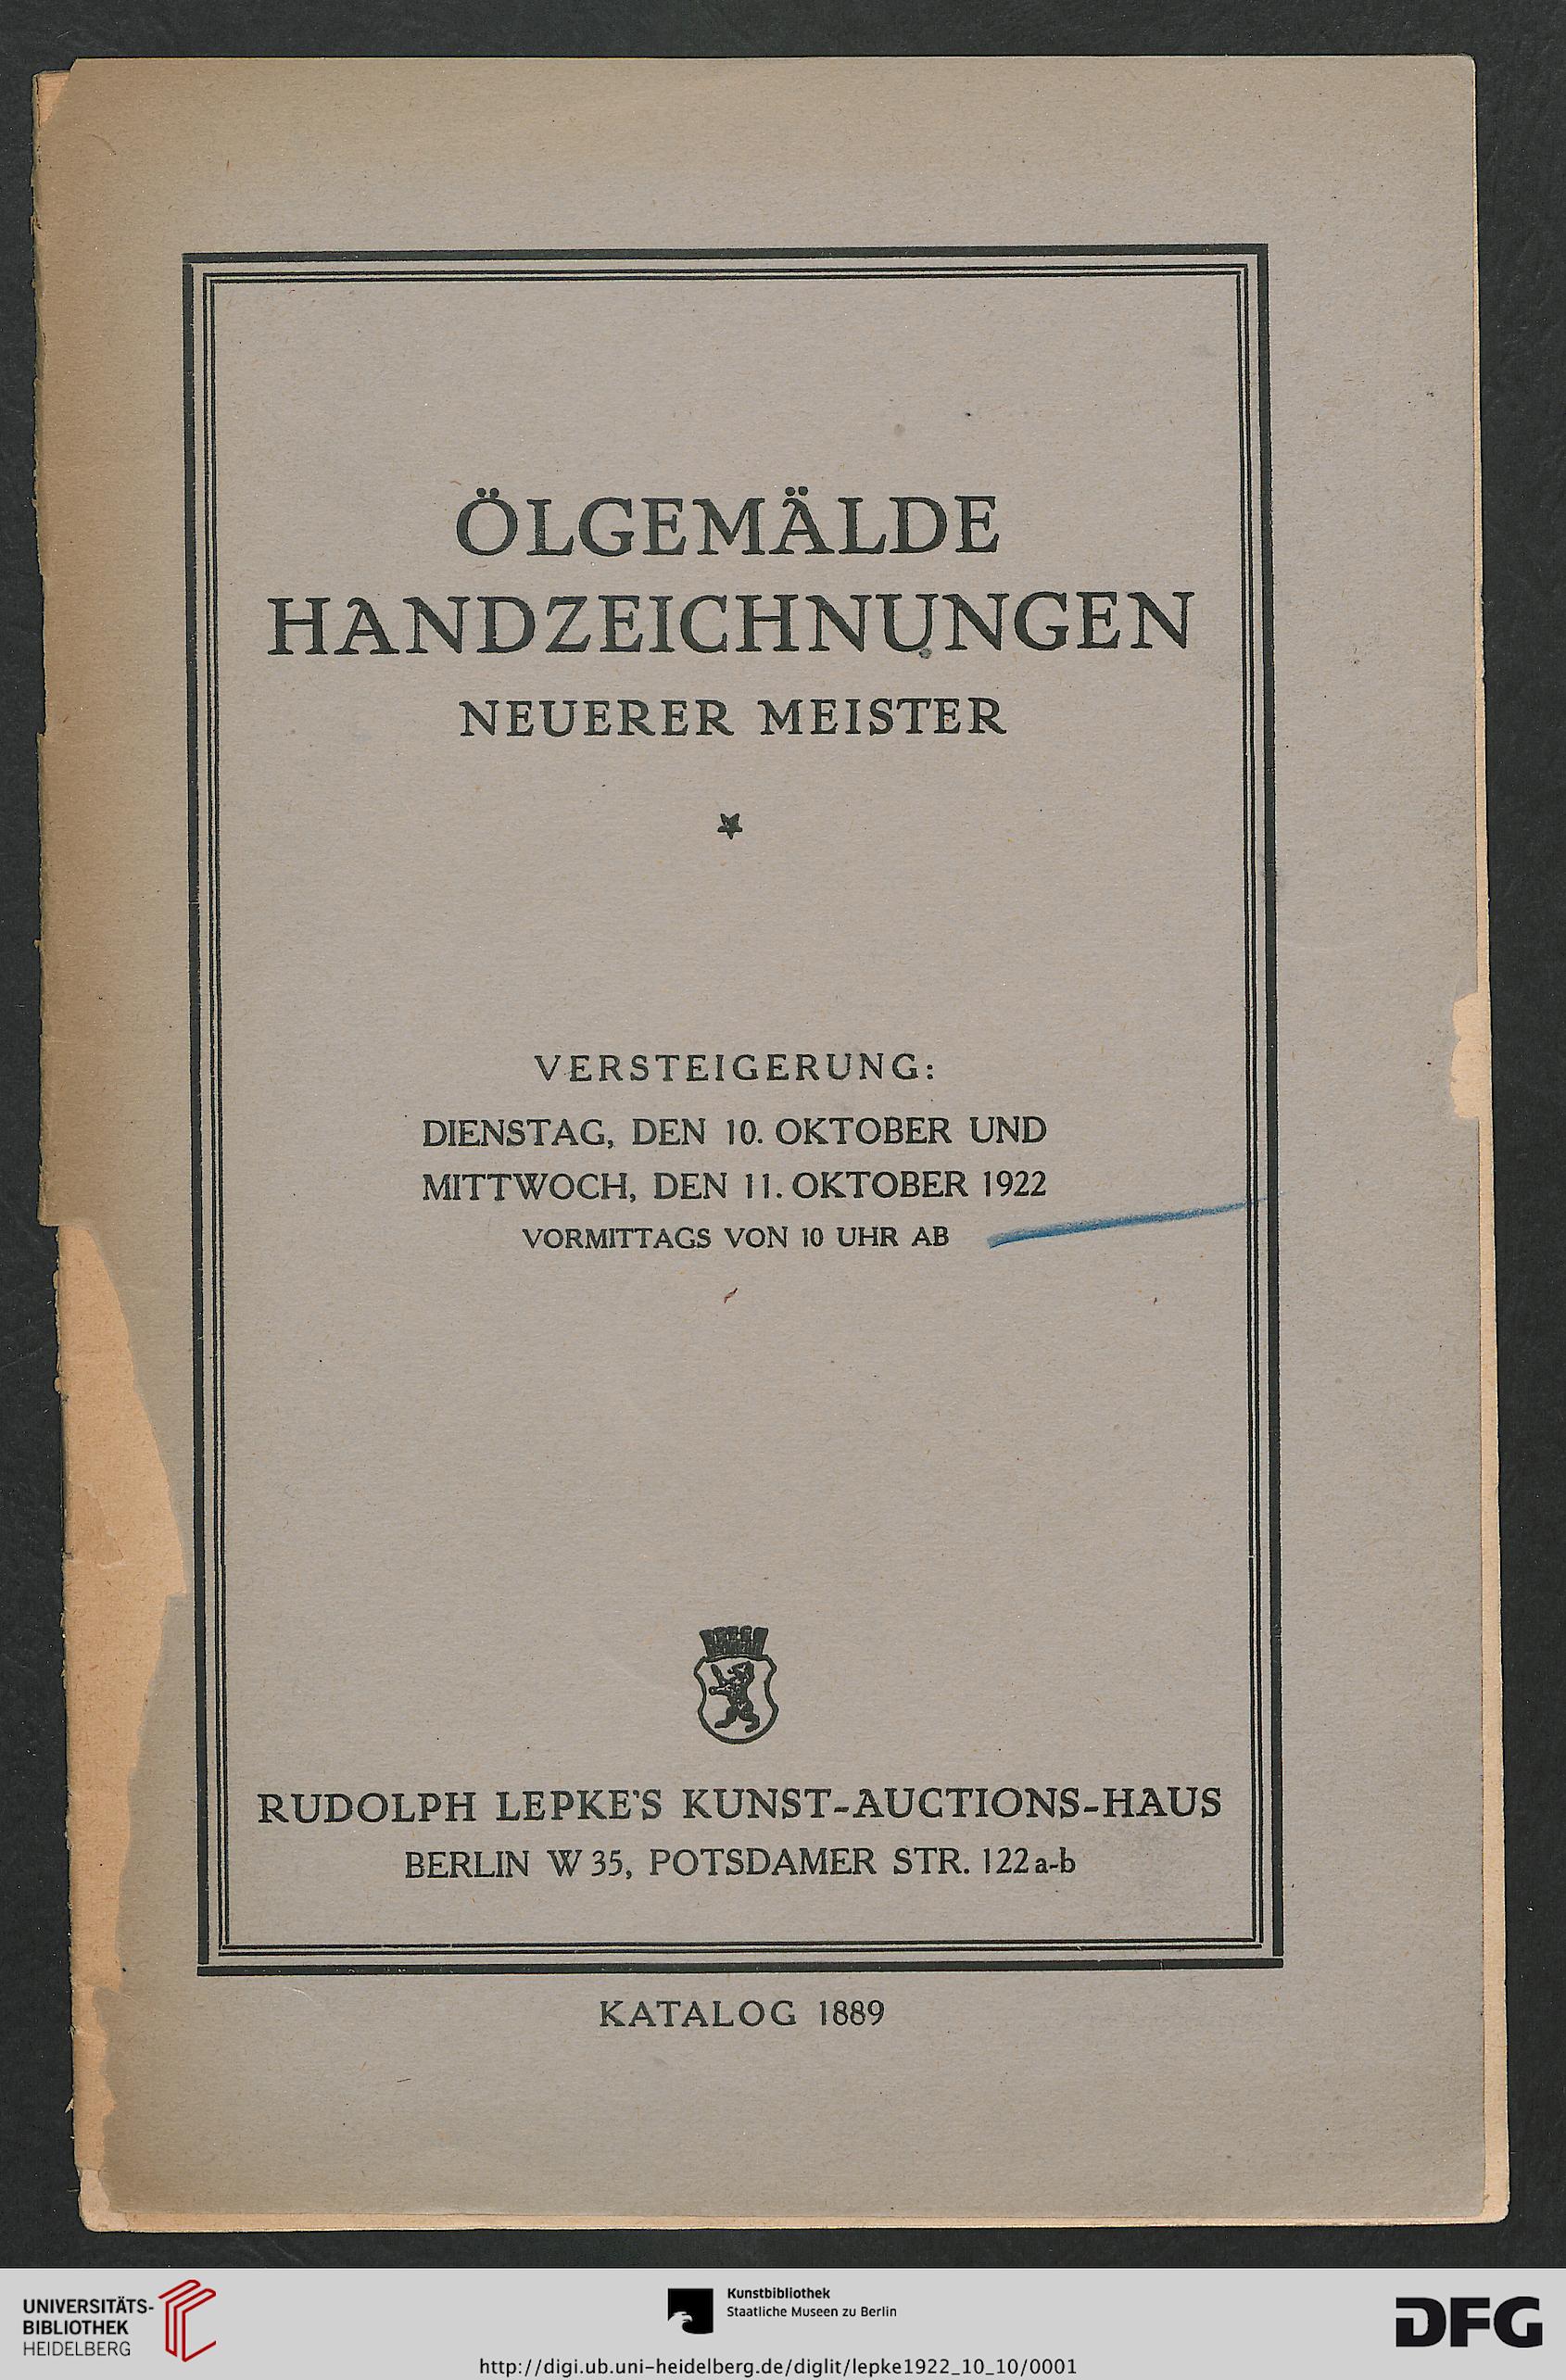 ÖLGEMÄLDE
HANDZEICHNUNGEN
NEUERER MEISTER
VERSTEIGERUNG:
DIENSTAG, DEN 10. OKTOBER UND
MITTWOCH, DEN 11. OKTOBER 1922
VORMITTAGS VON 10 UHR AB
RUDOLPH LEPKE'S KUNST-AUCTIONS-HAUS
BERLIN W 35, POTSDAMER STR. 122 a-b
KATALOG 1889
UNIVERSITÄTS-
BIBLIOTHEK
HEIDELBERG
Kunstbibliothek
Staatliche Museen zu Berlin
DFG
http://digi.ub.uni-heidelberg.de/diglit/lepke1922_10_10/0001